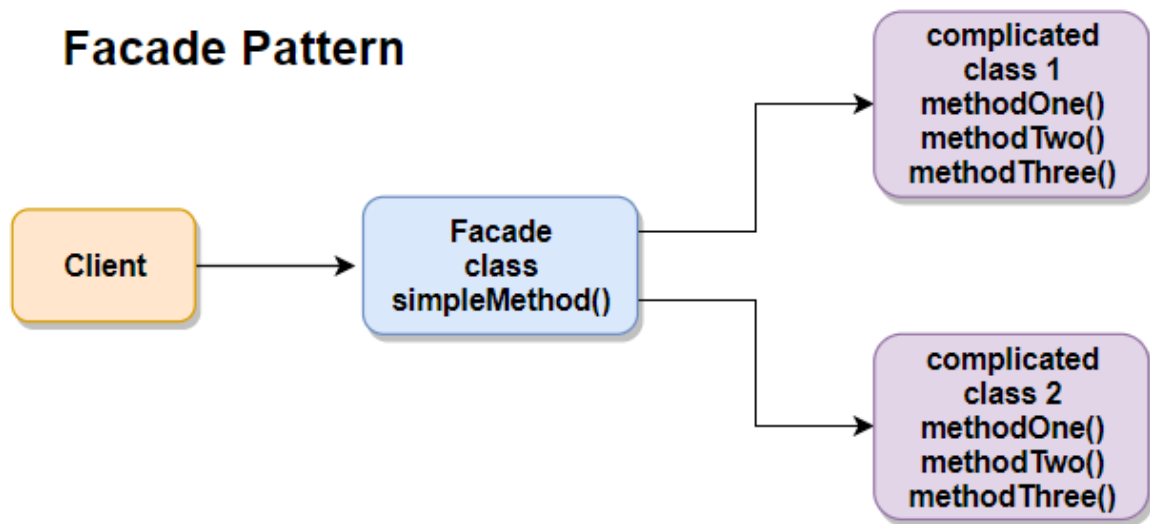 Facade Pattern
complicated
class 1
methodOne()
methodTwo()
methodThree()
Client
Facade
class
simpleMethod()
complicated
class 2
methodOne()
methodTwo()
methodThree()